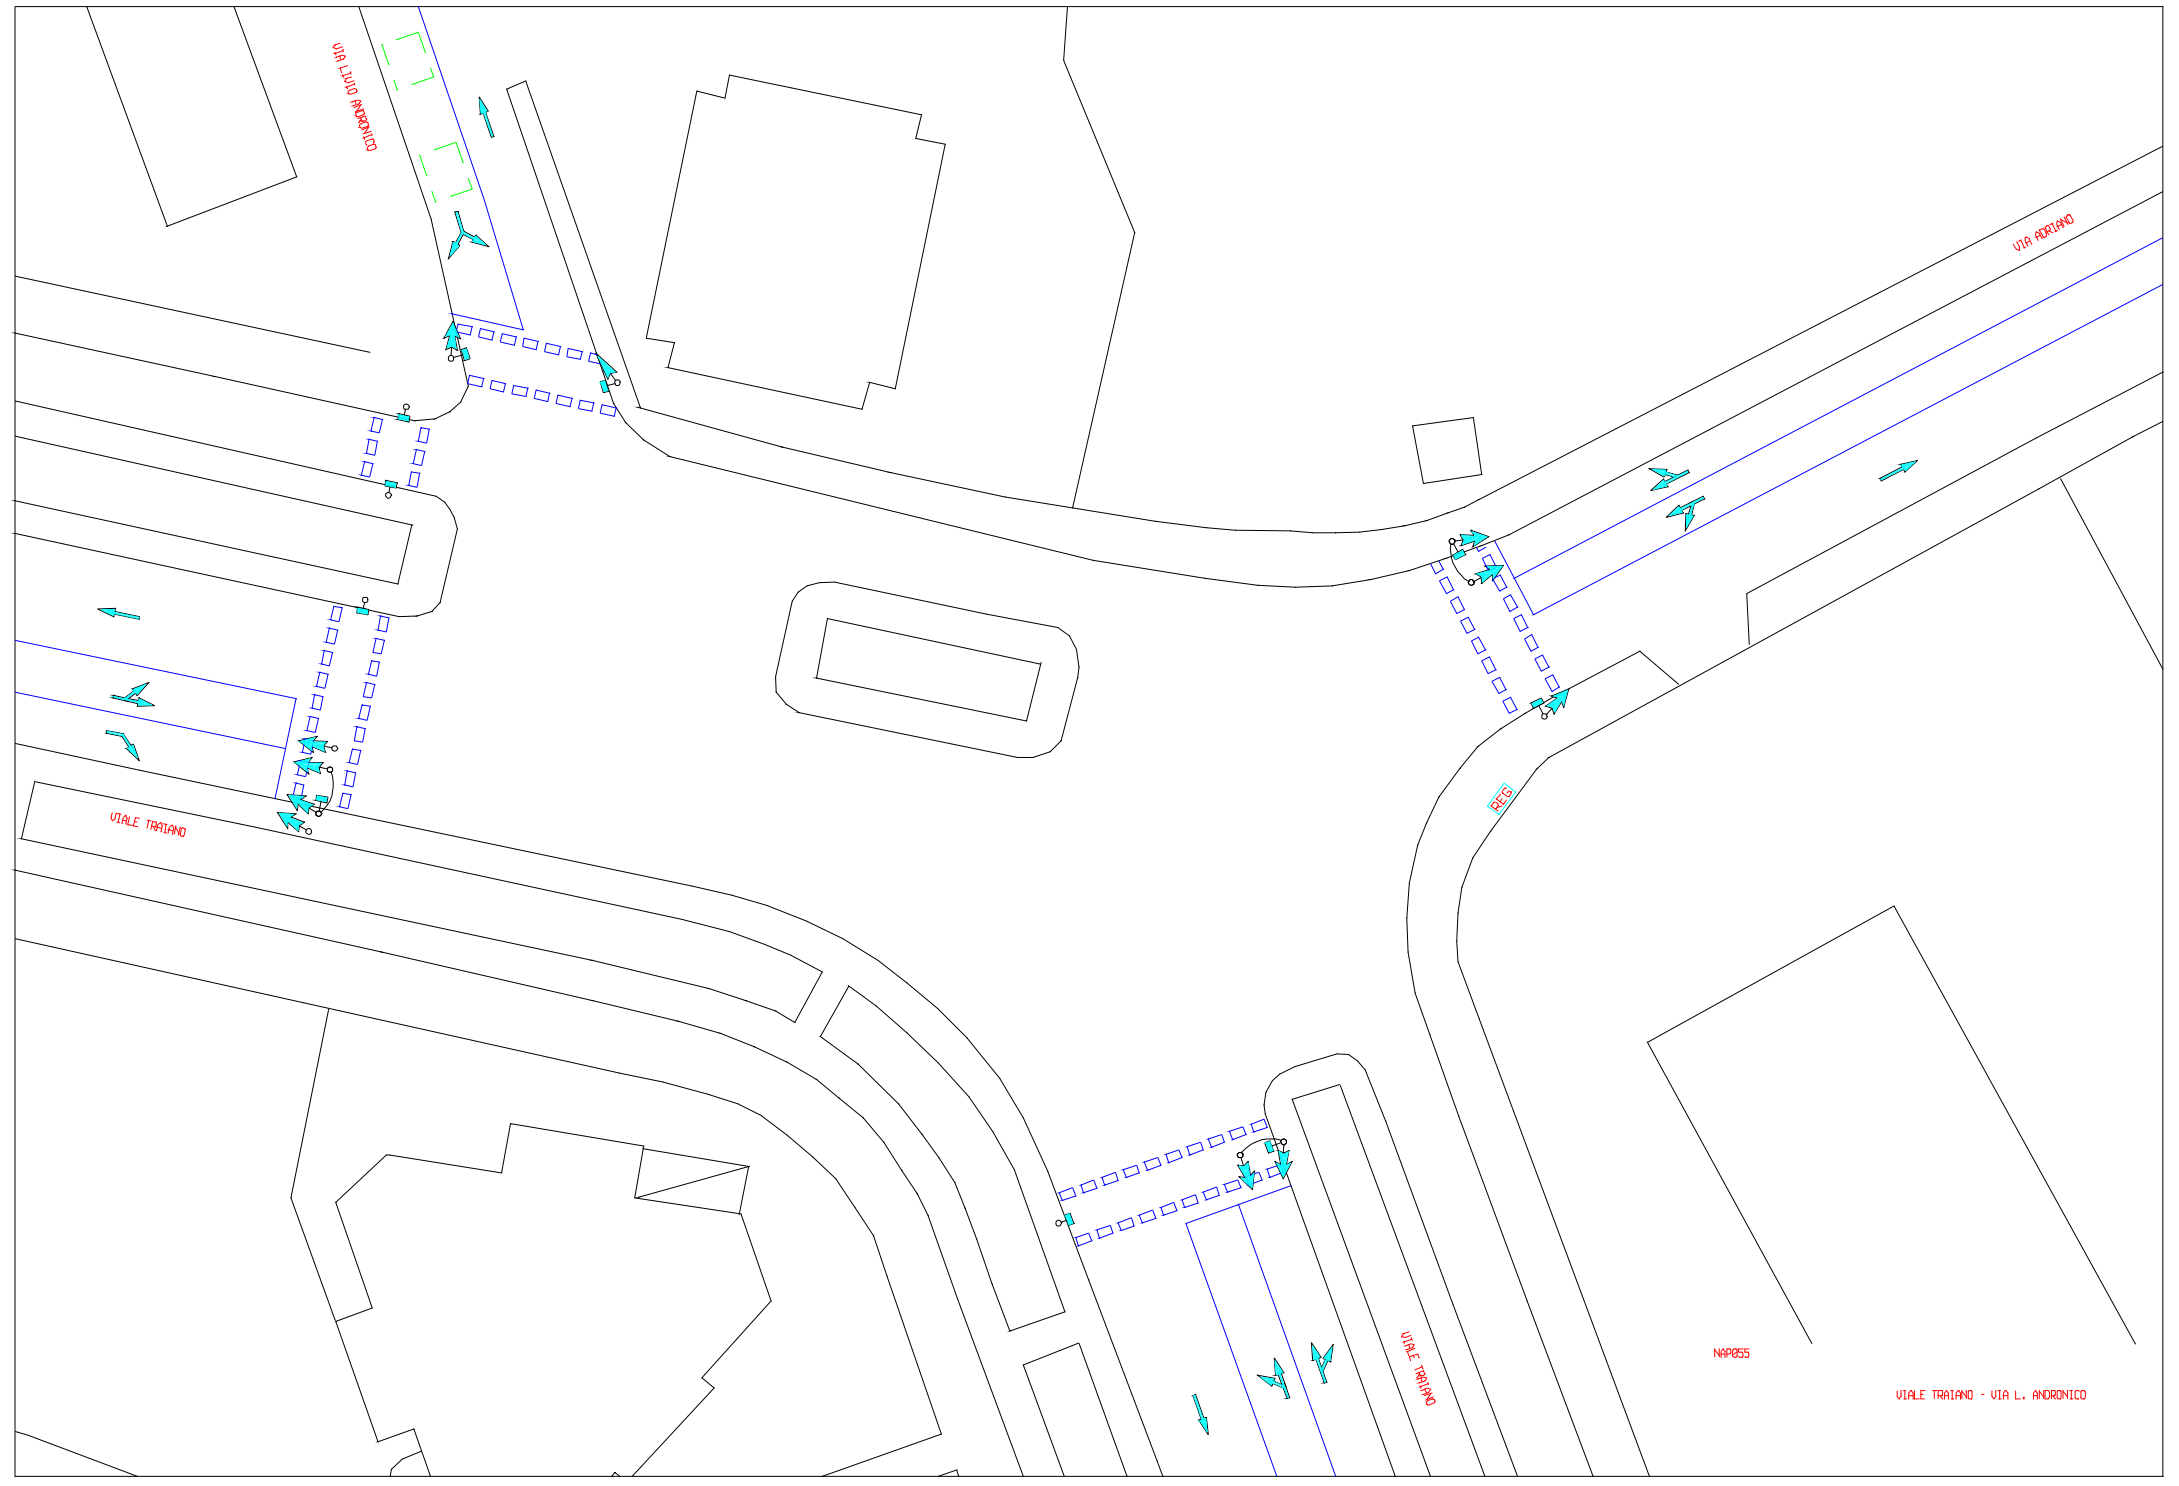 VIA LIVIO ANDRONICO
VIA ADRIANO
VIALE TRAIANO
REG
VIALE TRAIANO
NAP055
VIALE TRAIANO - VIA L. ANDRONICO